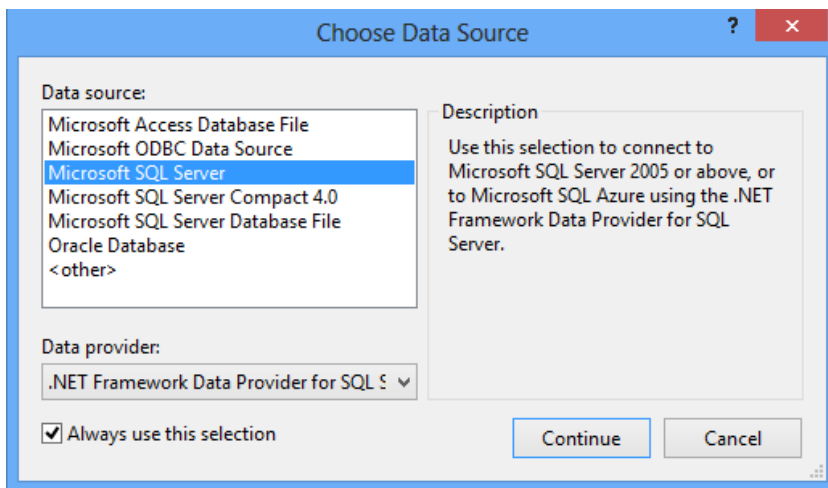 Choose Data Source
?
Data source:
Microsoft Access Database File
Microsoft ODBC Data Source
Microsoft SQL Server
Microsoft SQL Server Compact 4.0
Microsoft SQL Server Database File
Oracle Database
<other>
Description
Use this selection to connect to
Microsoft SQL Server 2005 or above, or
to Microsoft SQL Azure using the .NET
Framework Data Provider for SQL
Server.
Data provider:
.NET Framework Data Provider for SQL S
Always use this selection
Continue
Cancel